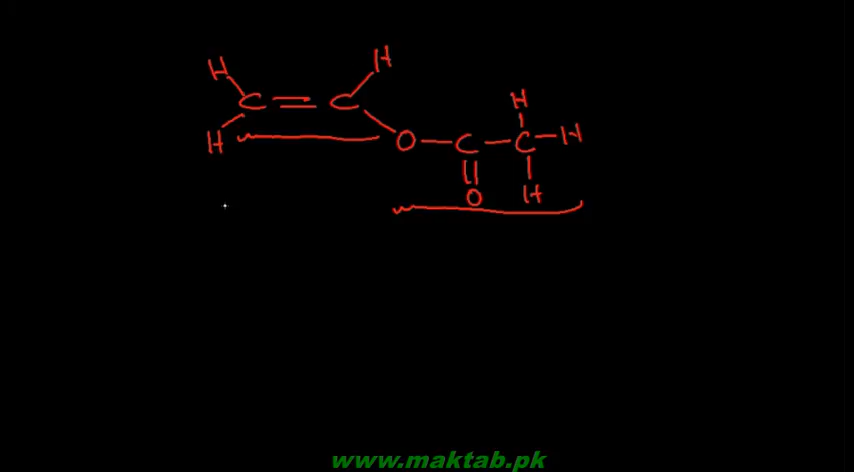 H H
C = C H
H O - C - C - H
O H
www.maktab.pk